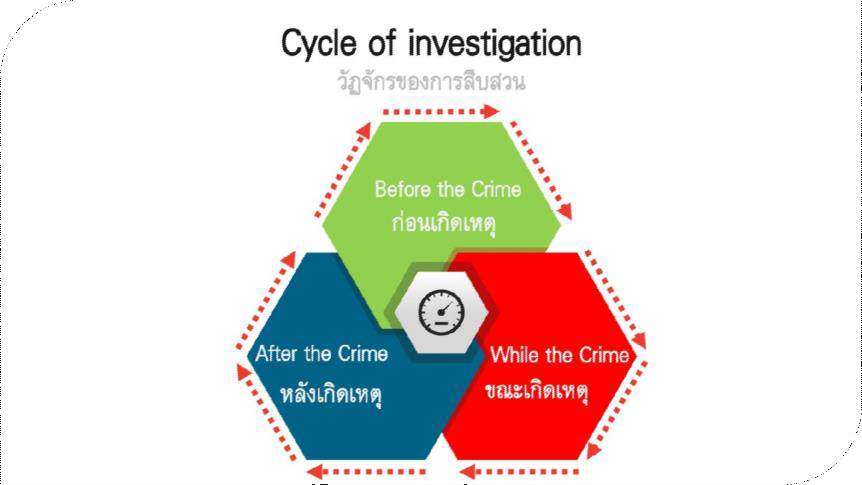 Cycle of investigation
วัฏจักรของการสืบสวน
Before the Crime
ก่อนเกิดเหตุ
After the Crime
หลังเกิดเหตุ
While the Crime
ขณะเกิดเหตุ